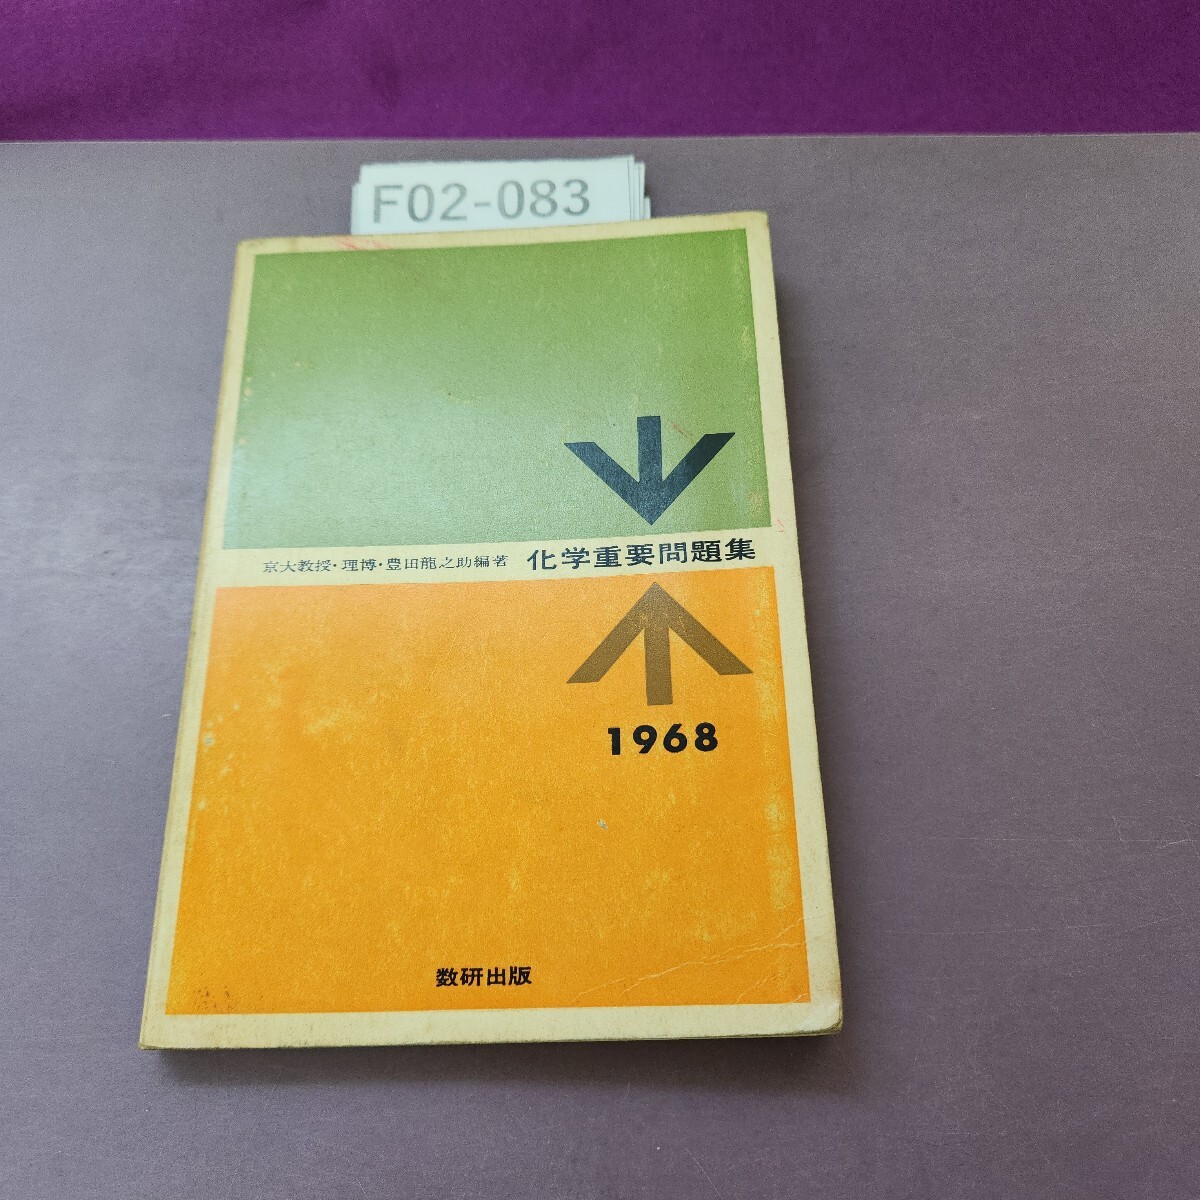 F02-083
京大教授・理博・豊田龍之助編著 化学重要問題集
1968
数研出版